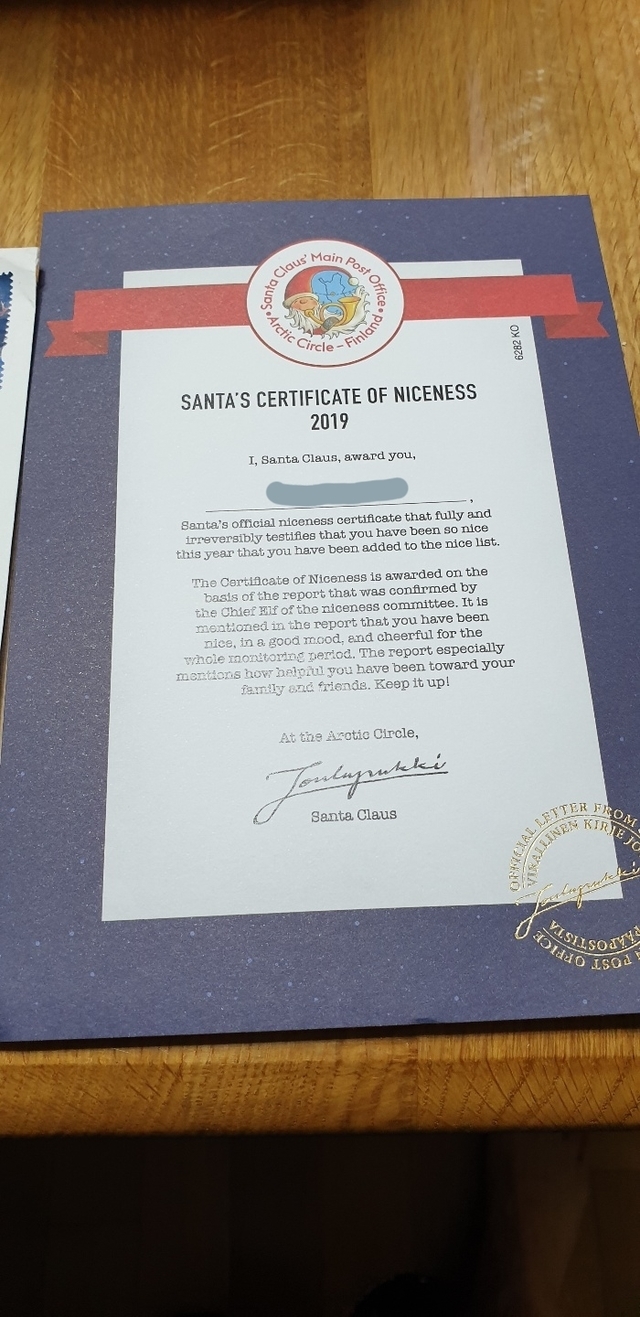 Santa Claus' Main Post Office
• Arctic Circle – Finland •
6282 KO
SANTA'S CERTIFICATE OF NICENESS
2019
I, Santa Claus, award you,
,
Santa's official niceness certificate that fully and
irreversibly testifies that you have been so nice
this year that you have been added to the nice list.
The Certificate of Niceness is awarded on the
basis of the report that was confirmed by
the Chief Elf of the niceness committee. It is
mentioned in the report that you have been
nice, in a good mood, and cheerful for the
whole monitoring period. The report especially
mentions how helpful you have been toward your
family and friends. Keep it up!
At the Arctic Circle,
Joulupukki
Santa Claus
OFFICIAL LETTER FROM
VIRALLINEN KIRJE JO
Joulupukki
PÄÄPOSTISTA
N POST OFFICE